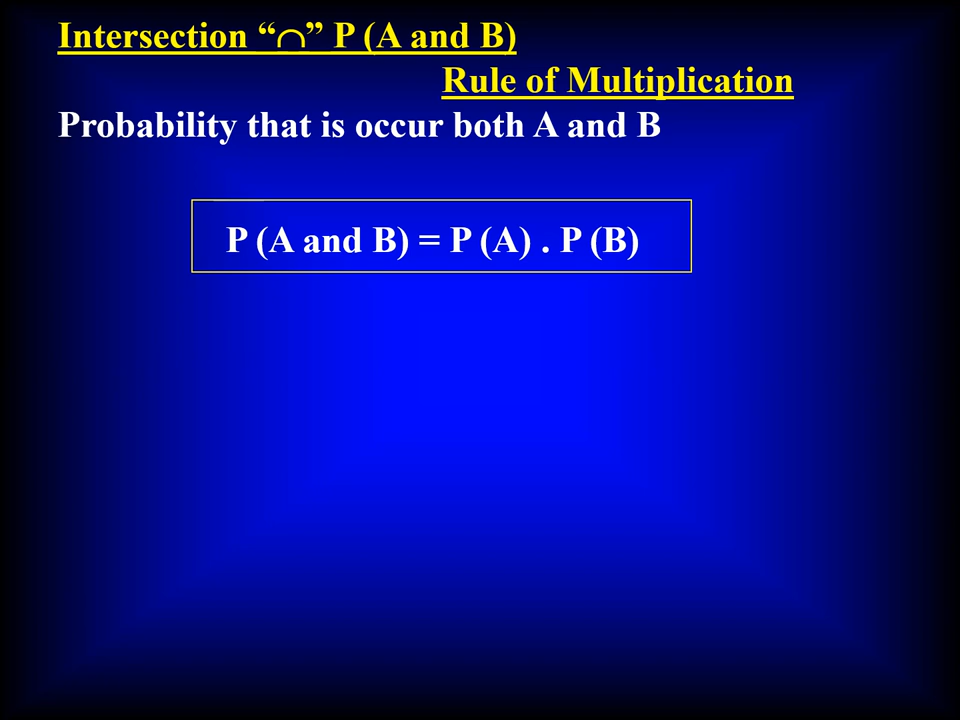 Intersection “∩” P (A and B)
Rule of Multiplication
Probability that is occur both A and B
P (A and B) = P (A) . P (B)